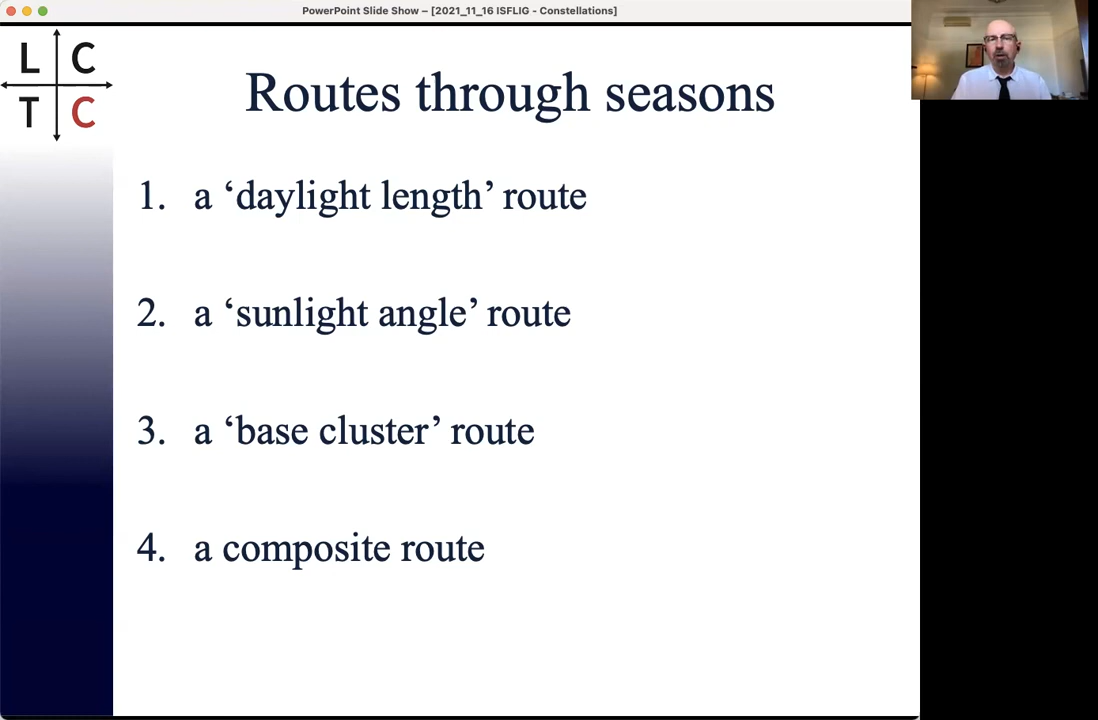 PowerPoint Slide Show – [2021_11_16 ISFLIG - Constellations]
L C
T C
Routes through seasons
1. a ‘daylight length’ route
2. a ‘sunlight angle’ route
3. a ‘base cluster’ route
4. a composite route